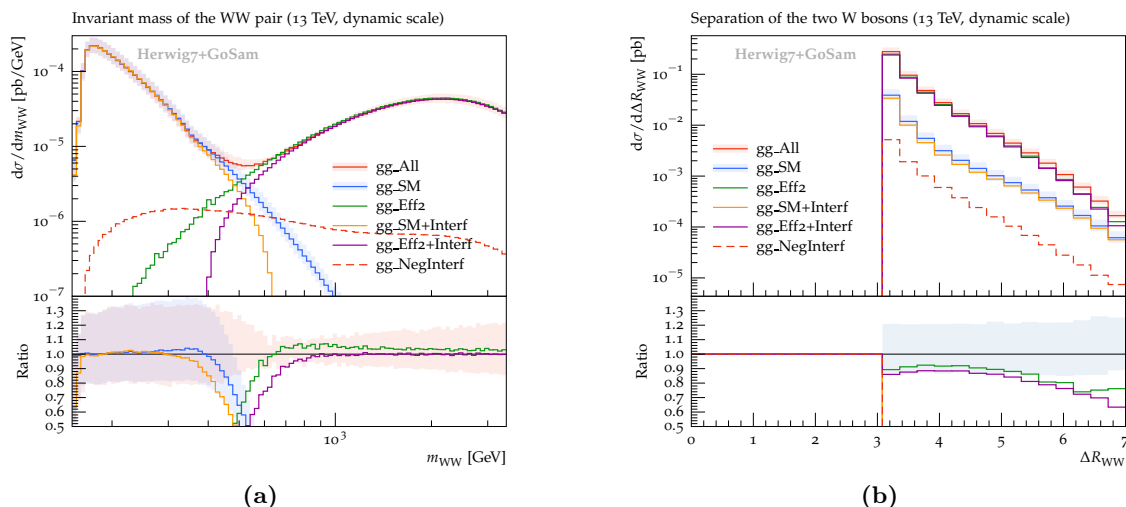 Invariant mass of the WW pair (13 TeV, dynamic scale)
Herwig7+GoSam
dσ/dm_WW [pb/GeV]
10^−4
10^−5
10^−6
10^−7
gg_All
gg_SM
gg_Eff2
gg_SM+Interf
gg_Eff2+Interf
gg_NegInterf
Ratio
1.3
1.2
1.1
1.0
0.9
0.8
0.7
0.6
0.5
10^3
m_WW [GeV]
(a)
Separation of the two W bosons (13 TeV, dynamic scale)
Herwig7+GoSam
dσ/dΔR_WW [pb]
10^−1
10^−2
10^−3
10^−4
10^−5
gg_All
gg_SM
gg_Eff2
gg_SM+Interf
gg_Eff2+Interf
gg_NegInterf
Ratio
1.3
1.2
1.1
1.0
0.9
0.8
0.7
0.6
0.5
0 1 2 3 4 5 6 7
ΔR_WW
(b)